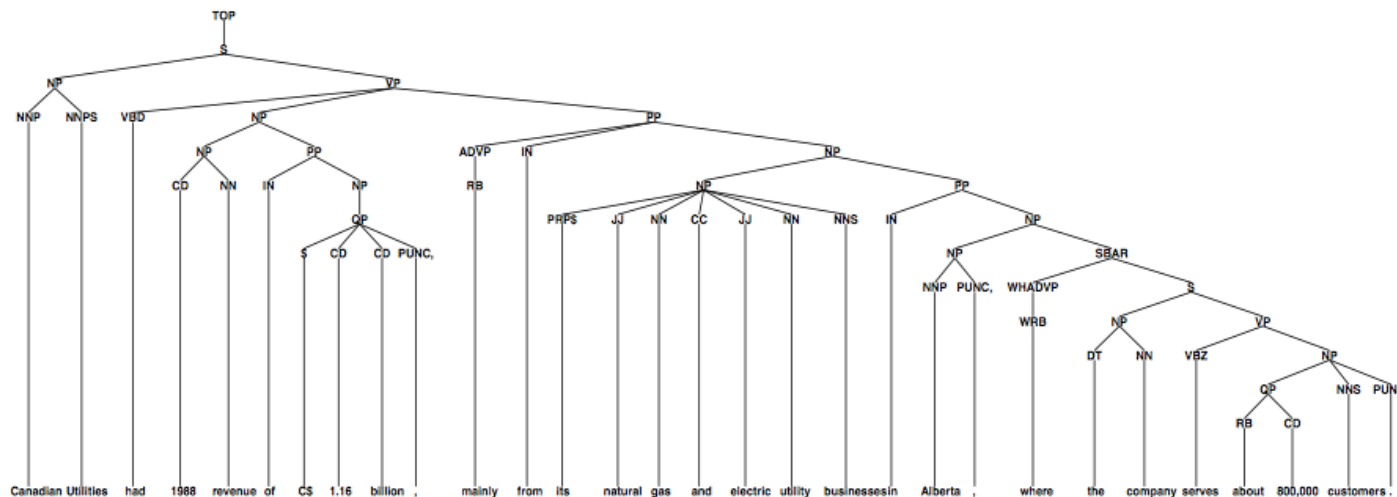 TOP
S
NP VP
NNP NNPS VBD NP PP
NP PP ADVP IN NP
CD NN IN NP RB NP PP
QP PRP$ JJ NN CC JJ NN NNS IN NP
$ CD CD PUNC, NP SBAR
NNP PUNC, WHADVP S
WRB NP VP
DT NN VBZ NP
QP NNS PUN
RB CD
Canadian Utilities had 1988 revenue of C$ 1.16 billion , mainly from its natural gas and electric utility businesses in Alberta , where the company serves about 800,000 customers .